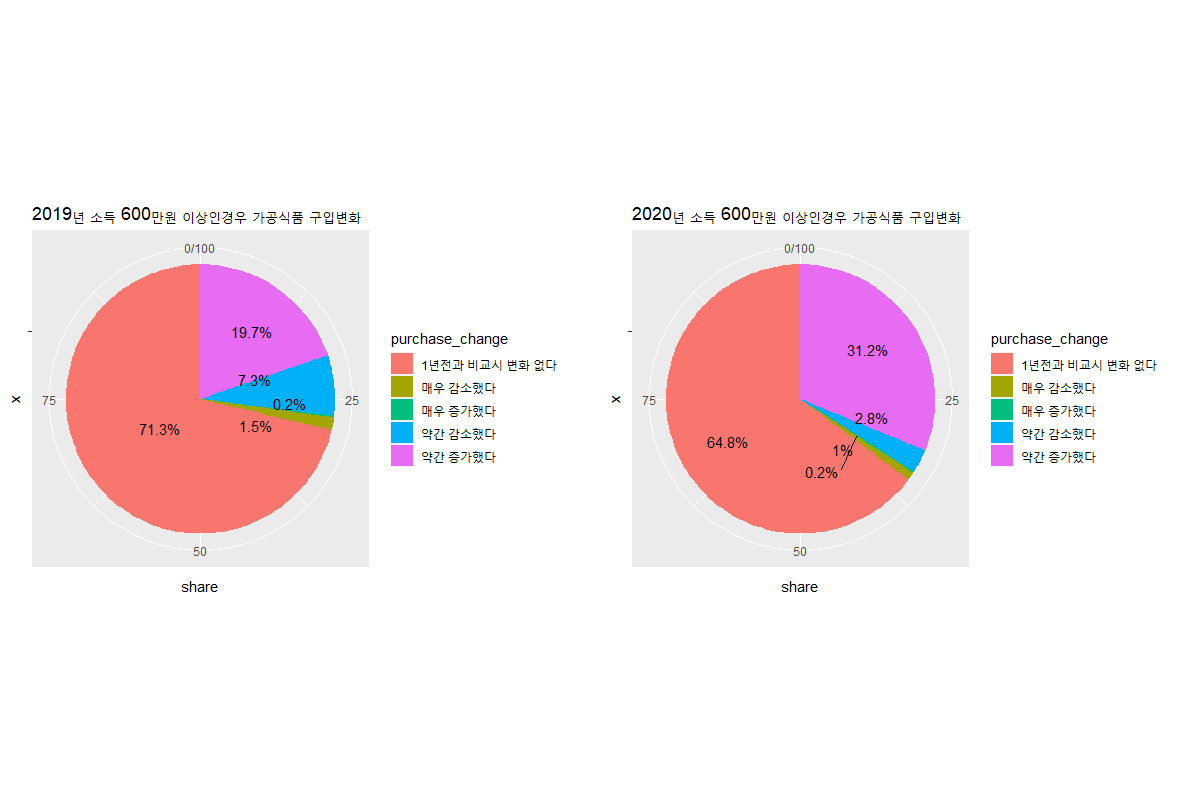 2019년 소득 600만원 이상인경우 가공식품 구입변화
0/100
19.7%
7.3%
x
75
0.2%
25
71.3%
1.5%
50
share
purchase_change
1년전과 비교시 변화 없다
매우 감소했다
매우 증가했다
약간 감소했다
약간 증가했다
2020년 소득 600만원 이상인경우 가공식품 구입변화
0/100
31.2%
x
75
25
2.8%
64.8%
1%
0.2%
50
share
purchase_change
1년전과 비교시 변화 없다
매우 감소했다
매우 증가했다
약간 감소했다
약간 증가했다